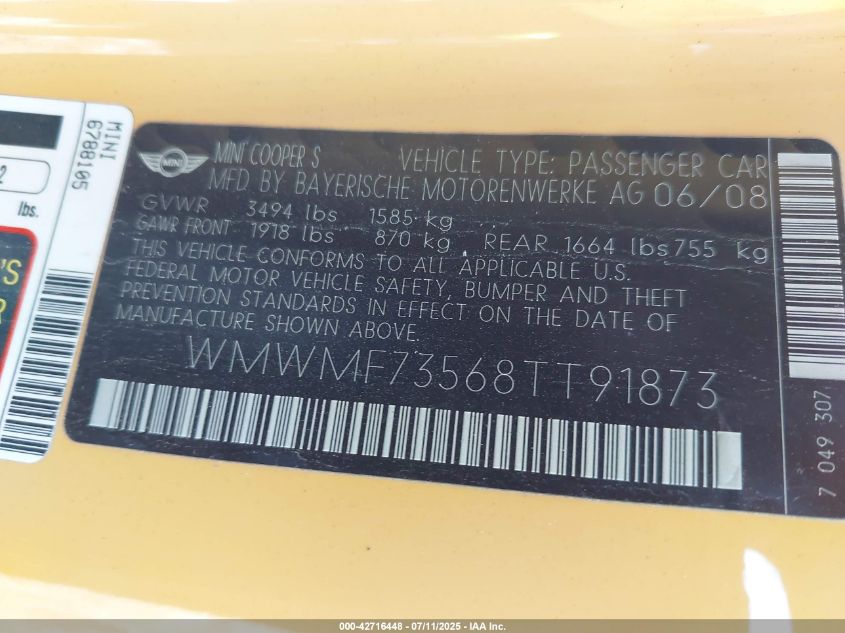 MINI
6788105
2
lbs.
'S
R
MINI
MINI COOPER S VEHICLE TYPE: PASSENGER CAR
MFD BY BAYERISCHE MOTORENWERKE AG 06/08
GVWR 3494 lbs 1585 kg
GAWR FRONT 1918 lbs 870 kg, REAR 1664 lbs 755 kg
THIS VEHICLE CONFORMS TO ALL APPLICABLE U.S.
FEDERAL MOTOR VEHICLE SAFETY, BUMPER AND THEFT
PREVENTION STANDARDS IN EFFECT ON THE DATE OF
MANUFACTURE SHOWN ABOVE.
WMWMF73568TT91873
7 049 307
000-42716448 - 07/11/2025 - IAA Inc.